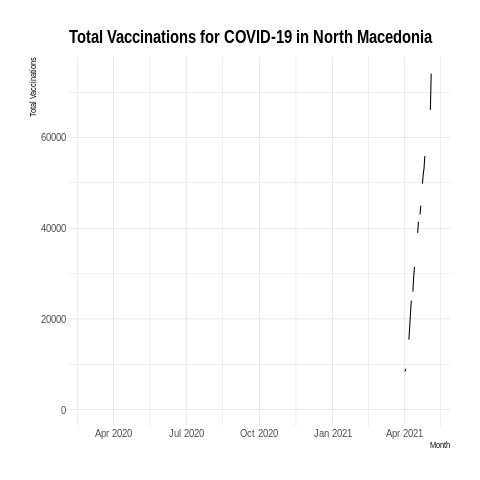 Total Vaccinations for COVID-19 in North Macedonia
Total Vaccinations
60000
40000
20000
0
Apr 2020 Jul 2020 Oct 2020 Jan 2021 Apr 2021
Month